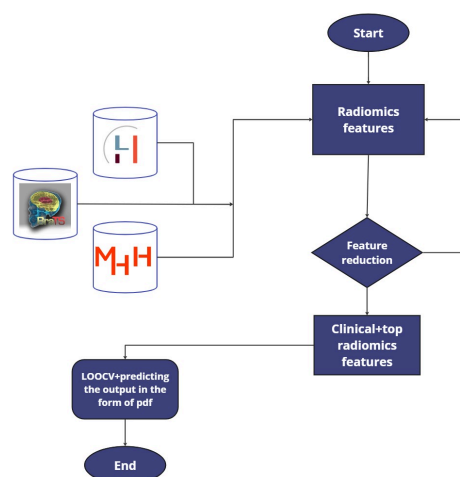 Start
Radiomics
features
MHH
Feature
reduction
Clinical+top
radiomics
features
LOOCV+predicting
the output in the
form of pdf
End